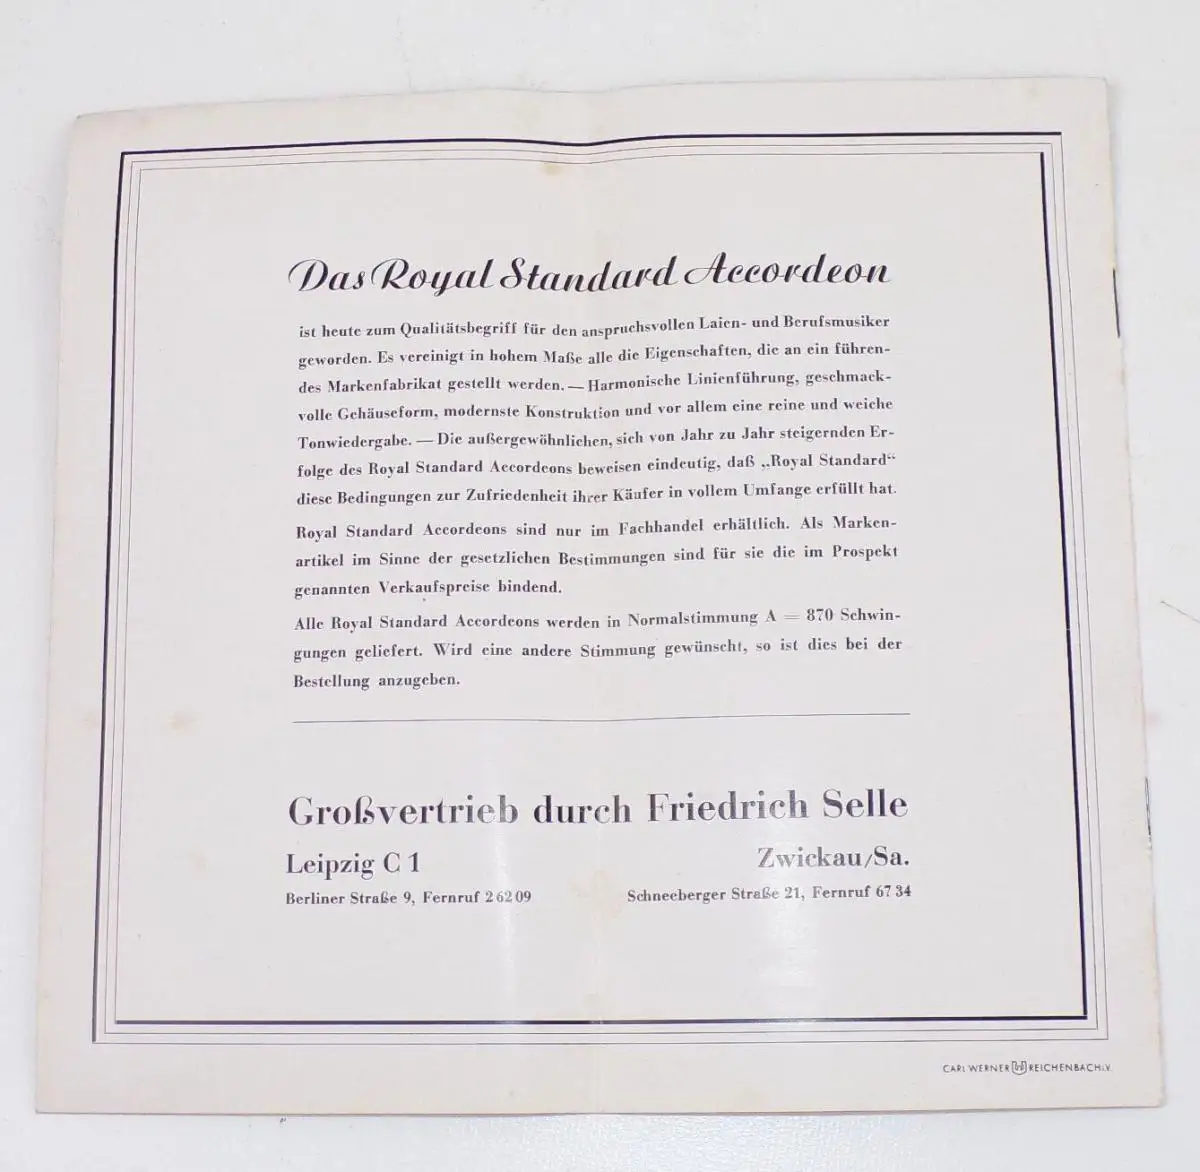 Das Royal Standard Accordeon
ist heute zum Qualitätsbegriff für den anspruchsvollen Laien- und Berufsmusiker
geworden. Es vereinigt in hohem Maße alle die Eigenschaften, die an ein führen-
des Markenfabrikat gestellt werden. — Harmonische Linienführung, geschmack-
volle Gehäuseform, modernste Konstruktion und vor allem eine reine und weiche
Tonwiedergabe. — Die außergewöhnlichen, sich von Jahr zu Jahr steigernden Er-
folge des Royal Standard Accordeons beweisen eindeutig, daß „Royal Standard“
diese Bedingungen zur Zufriedenheit ihrer Käufer in vollem Umfange erfüllt hat.
Royal Standard Accordeons sind nur im Fachhandel erhältlich. Als Marken-
artikel im Sinne der gesetzlichen Bestimmungen sind für sie die im Prospekt
genannten Verkaufspreise bindend.
Alle Royal Standard Accordeons werden in Normalstimmung A = 870 Schwin-
gungen geliefert. Wird eine andere Stimmung gewünscht, so ist dies bei der
Bestellung anzugeben.
Großvertrieb durch Friedrich Selle
Leipzig C 1
Berliner Straße 9, Fernruf 2 62 09
Zwickau/Sa.
Schneeberger Straße 21, Fernruf 67 34
CARL WERNER REICHENBACH i.V.